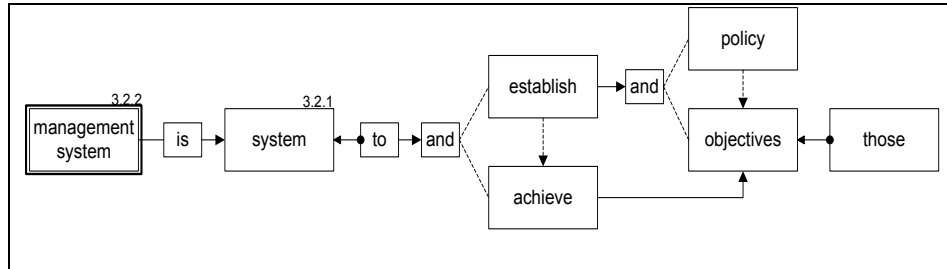 policy
establish
and
3.2.2
3.2.1
management
system
is
system
to
and
objectives
those
achieve